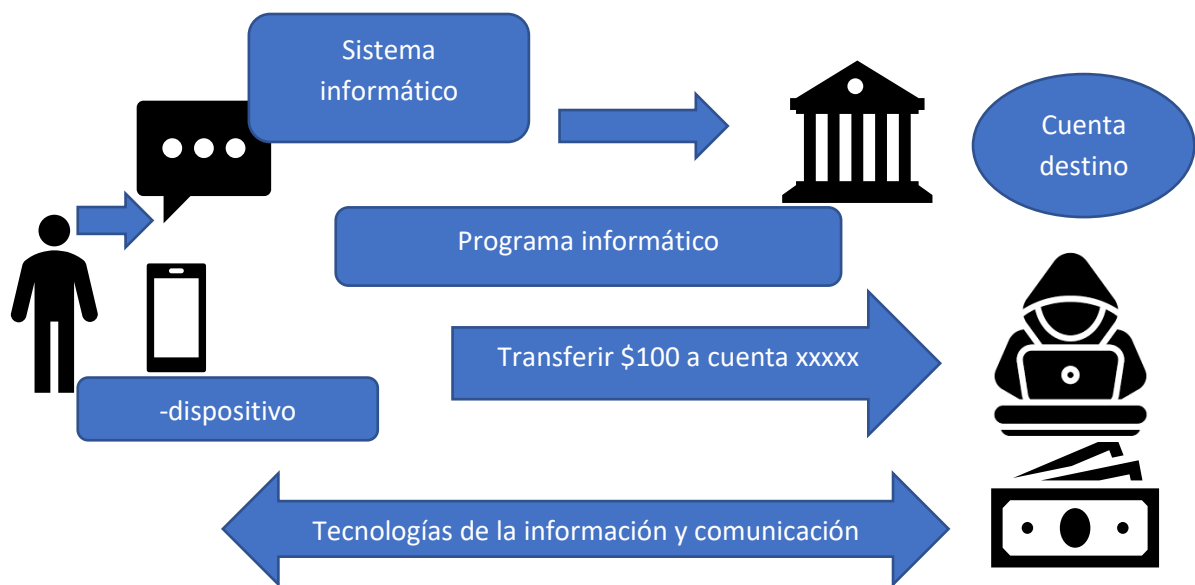 Sistema
informático
Cuenta
destino
Programa informático
Transferir $100 a cuenta xxxxx
-dispositivo
Tecnologías de la información y comunicación